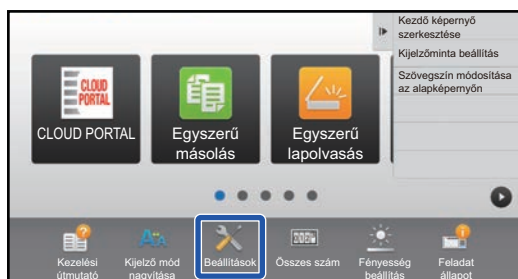 Kezdő képernyő
szerkesztése
Kijelzőminta beállítás
Szövegszín módosítása
az alapképernyőn
CLOUD
PORTAL
CLOUD PORTAL
Egyszerű
másolás
Egyszerű
lapolvasás
Kezelési
útmutató
Kijelző mód
nagyítása
Beállítások
Összes szám
Fényesség
beállítás
Feladat
állapot